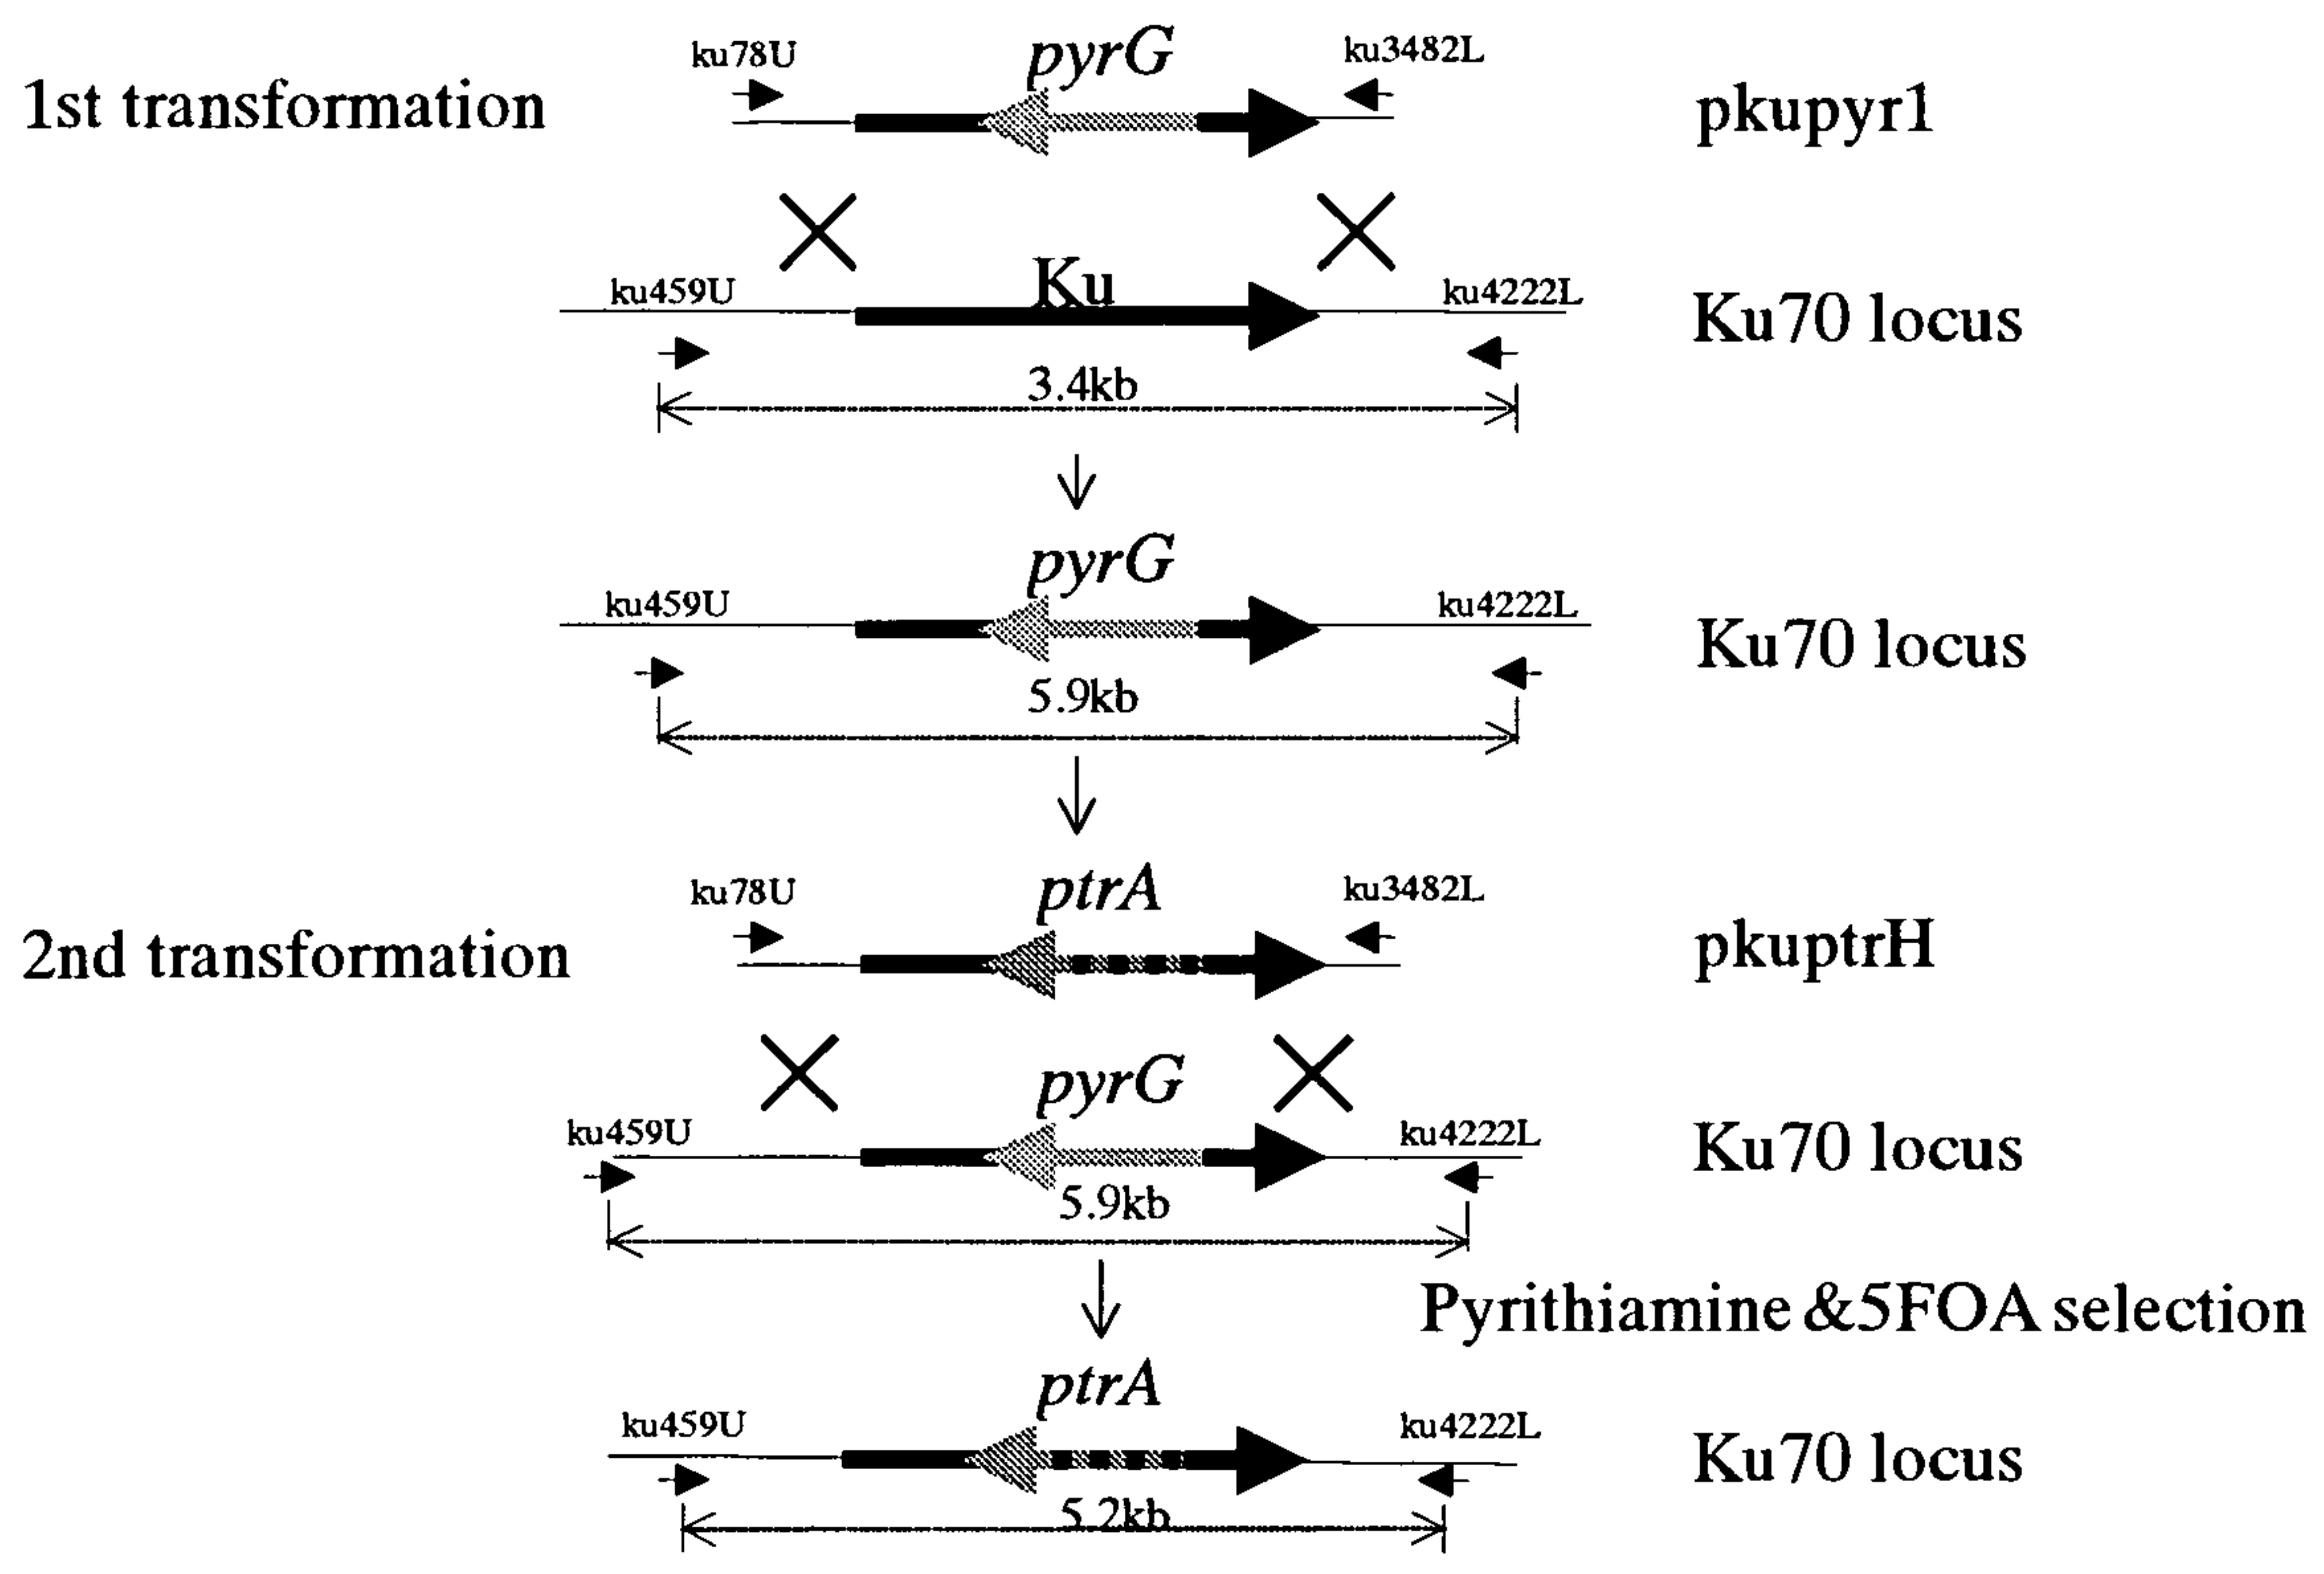 pyrG
ku78U
ku3482L
1st transformation
pkupyr1
Ku
ku459U
ku4222L
Ku70 locus
3.4kb
pyrG
ku459U
ku4222L
Ku70 locus
5.9kb
ptrA
ku78U
ku3482L
2nd transformation
pkuptrH
pyrG
ku459U
ku4222L
Ku70 locus
5.9kb
Pyrithiamine &5FOA selection
ptrA
ku459U
ku4222L
Ku70 locus
5.2kb